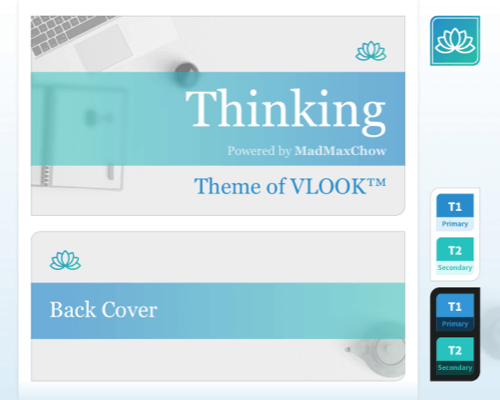 Thinking
Powered by MadMaxChow
Theme of VLOOK™
Back Cover
T1
Primary
T2
Secondary
T1
Primary
T2
Secondary